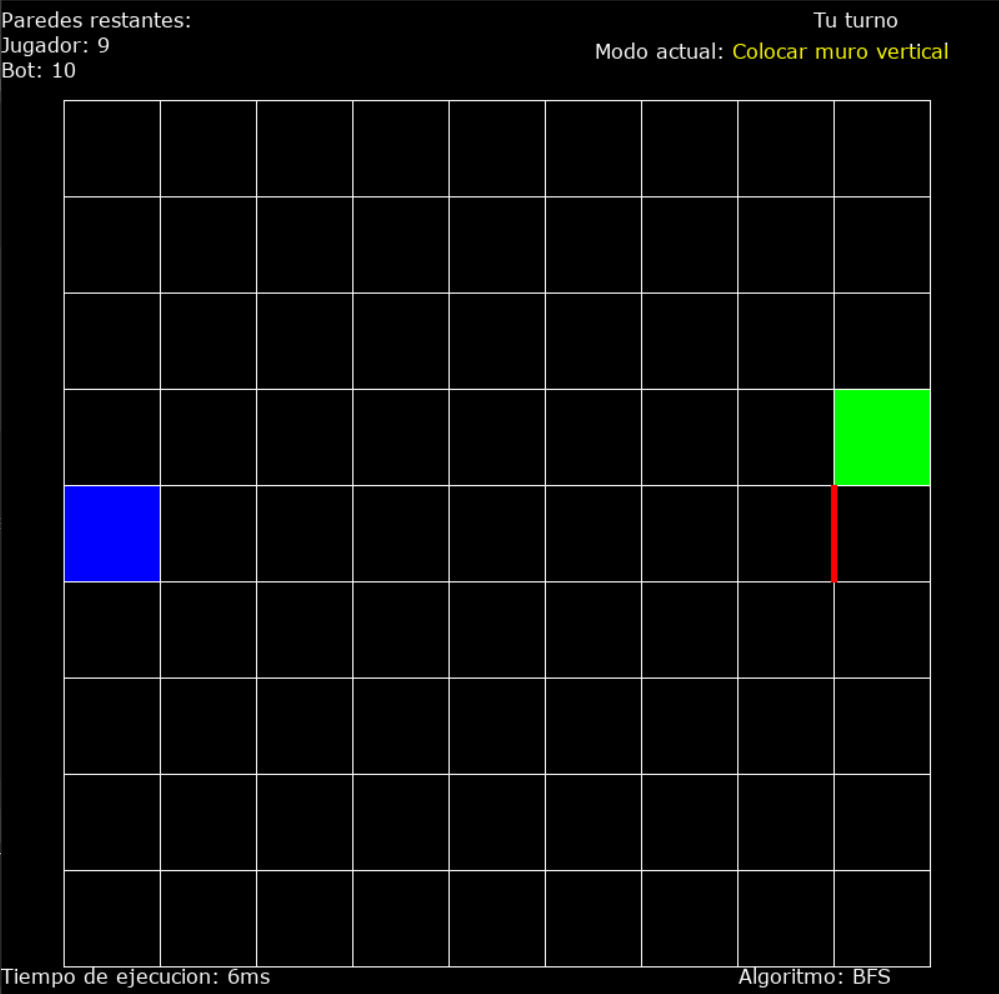 Paredes restantes:
Jugador: 9
Bot: 10
Tu turno
Modo actual: Colocar muro vertical
Tiempo de ejecucion: 6ms
Algoritmo: BFS